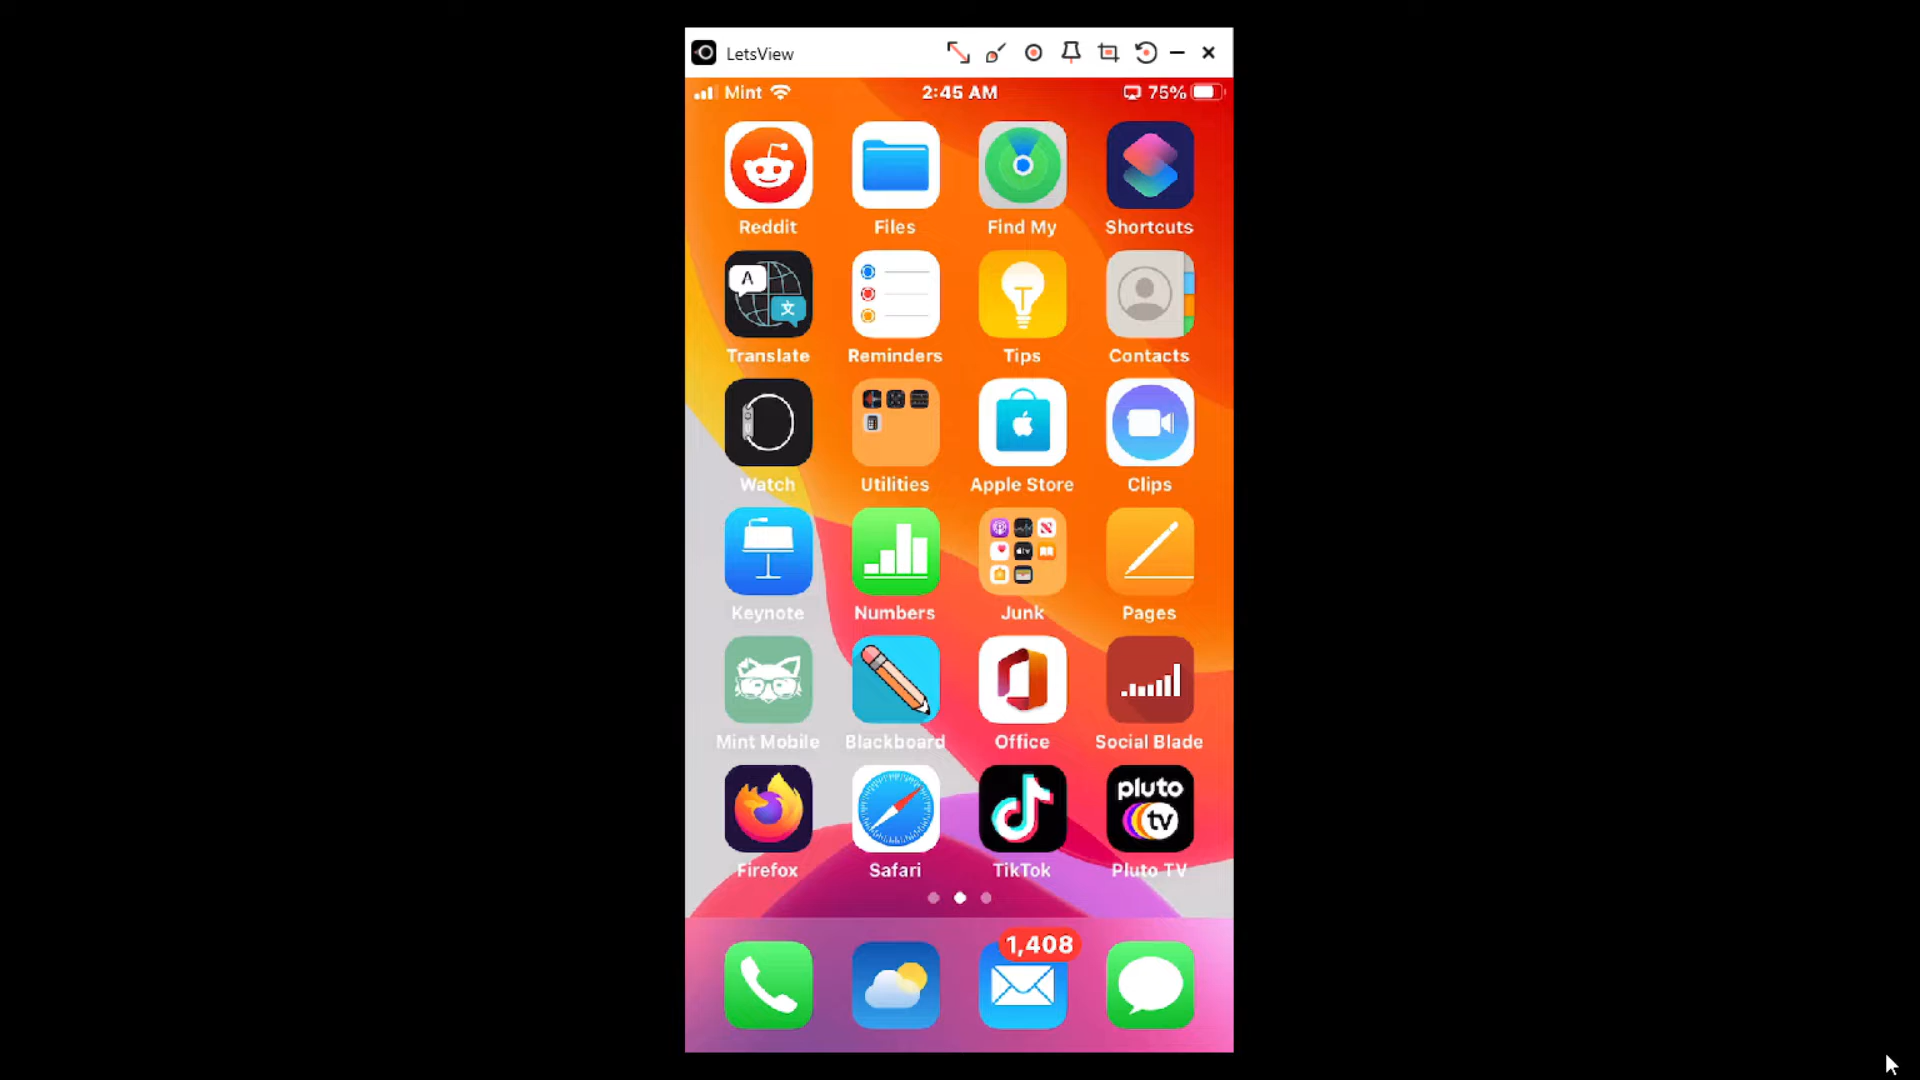 LetsView
Mint 2:45 AM 75%
Reddit Files Find My Shortcuts
A 文
Translate Reminders Tips Contacts
Watch Utilities Apple Store Clips
Keynote Numbers Junk Pages
Mint Mobile Blackboard Office Social Blade
pluto
tv
Firefox Safari TikTok Pluto TV
1,408